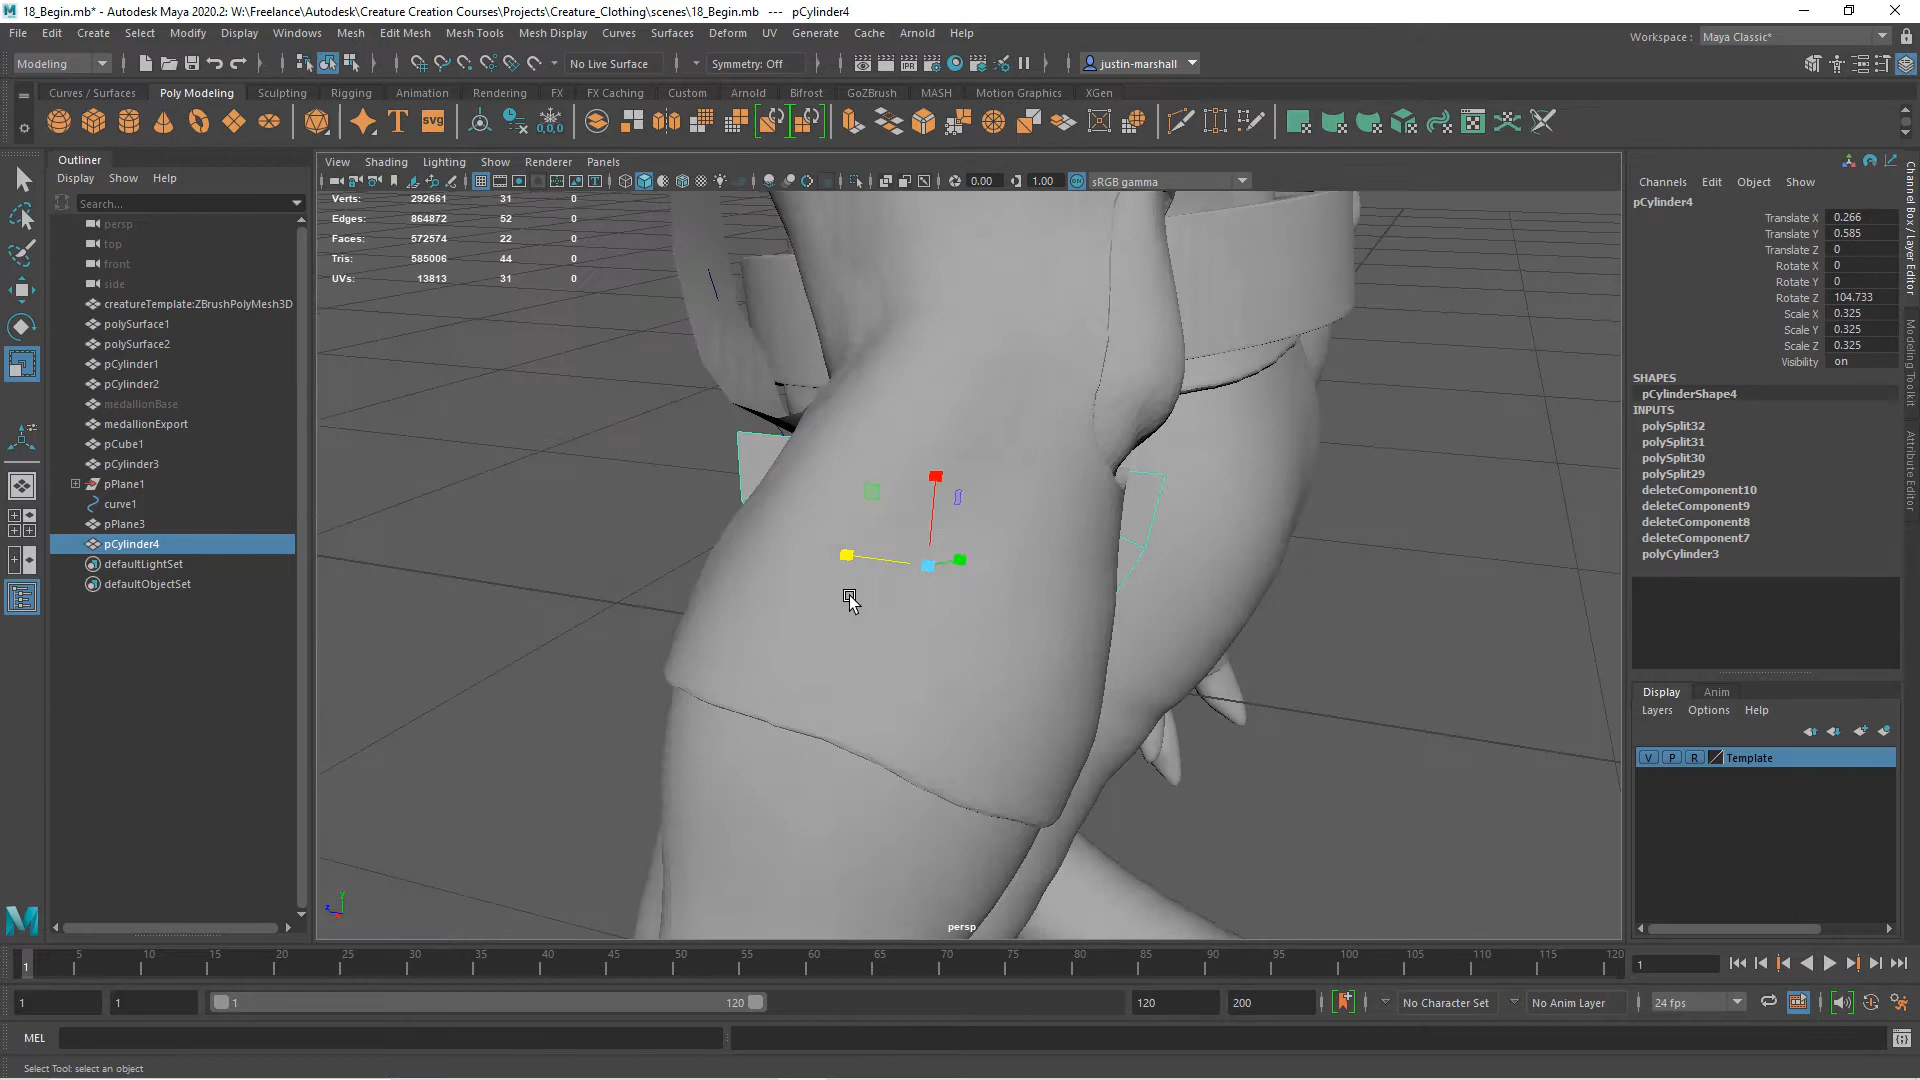 18_Begin.mb* - Autodesk Maya 2020.2: W:\Freelance\Autodesk\Creature Creation Courses\Projects\Creature_Clothing\scenes\18_Begin.mb --- pCylinder4
File Edit Create Select Modify Display Windows Mesh Edit Mesh Mesh Tools Mesh Display Curves Surfaces Deform UV Generate Cache Arnold Help
Workspace : Maya Classic*
Modeling No Live Surface Symmetry: Off justin-marshall
Curves / Surfaces Poly Modeling Sculpting Rigging Animation Rendering FX FX Caching Custom Arnold Bifrost GoZBrush MASH Motion Graphics XGen
Outliner
Display Show Help
Search...
persp
top
front
side
creatureTemplate:ZBrushPolyMesh3D
polySurface1
polySurface2
pCylinder1
pCylinder2
medallionBase
medallionExport
pCube1
pCylinder3
pPlane1
curve1
pPlane3
pCylinder4
defaultLightSet
defaultObjectSet
View Shading Lighting Show Renderer Panels
0.00 1.00 sRGB gamma
Verts: 292661 31 0
Edges: 864872 52 0
Faces: 572574 22 0
Tris: 585006 44 0
UVs: 13813 31 0
persp
Channels Edit Object Show
pCylinder4
Translate X 0.266
Translate Y 0.585
Translate Z 0
Rotate X 0
Rotate Y 0
Rotate Z 104.733
Scale X 0.325
Scale Y 0.325
Scale Z 0.325
Visibility on
SHAPES
pCylinderShape4
INPUTS
polySplit32
polySplit31
polySplit30
polySplit29
deleteComponent10
deleteComponent9
deleteComponent8
deleteComponent7
polyCylinder3
Channel Box / Layer Editor
Modeling Toolkit
Attribute Editor
Display Anim
Layers Options Help
V P R Template
1 5 10 15 20 25 30 35 40 45 50 55 60 65 70 75 80 85 90 95 100 105 110 115 120
1
1 1 1 120 120 200 No Character Set No Anim Layer 24 fps
MEL
Select Tool: select an object